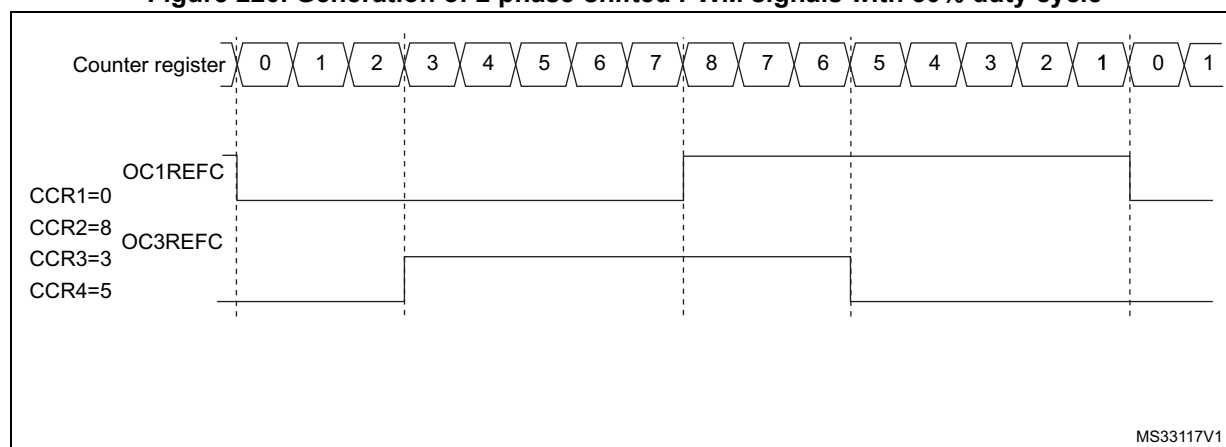 Figure 226. Generation of 2 phase-shifted PWM signals with 50% duty cycle
Counter register 0 1 2 3 4 5 6 7 8 7 6 5 4 3 2 1 0 1
OC1REFC
CCR1=0
CCR2=8
OC3REFC
CCR3=3
CCR4=5
MS33117V1